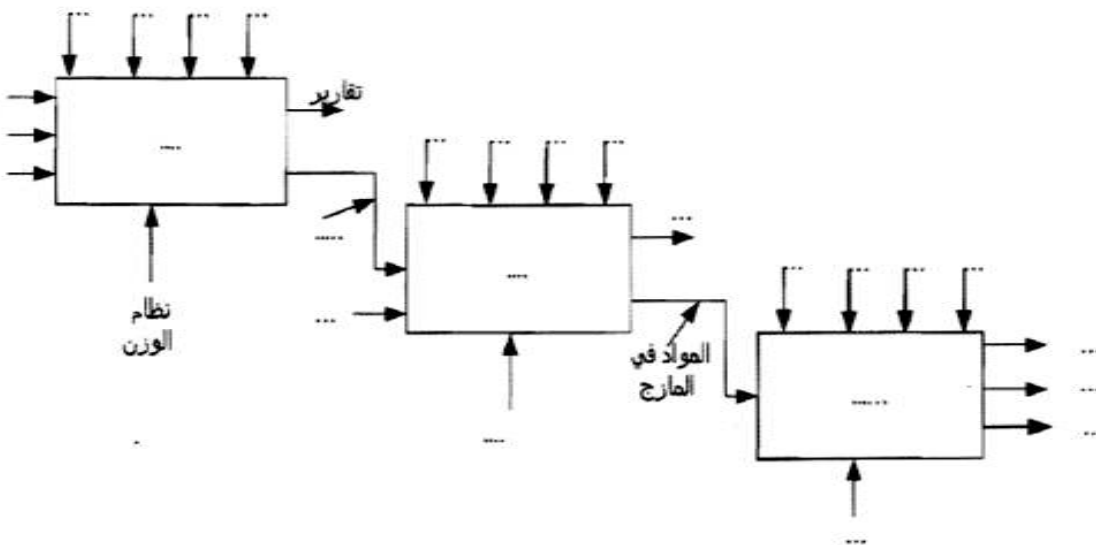 تقارير
نظام
الوزن
المواد في
المازج